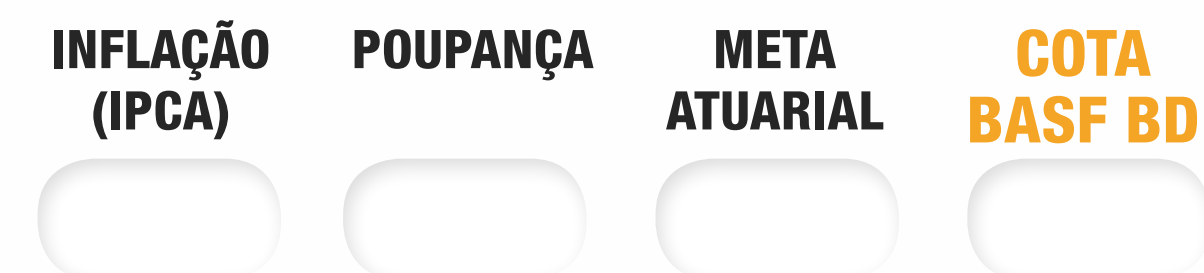 INFLAÇÃO
(IPCA)
POUPANÇA
META
ATUARIAL
COTA
BASF BD